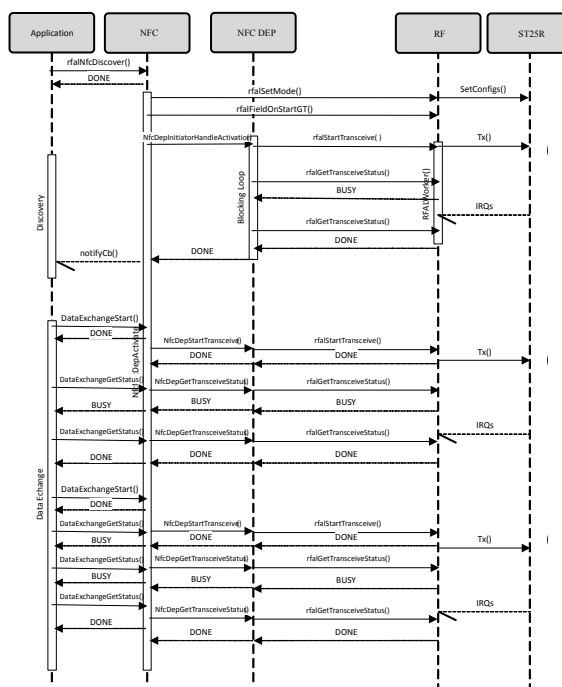 Application NFC NFC DEP RF ST25R
rfalNfcDiscover()
DONE
rfalSetMode() SetConfigs()
rfalFieldOnStartGT()
NfcDepInitiatorHandleActivation() rfalStartTransceive( ) Tx()
rfalGetTransceiveStatus()
BUSY
IRQs
rfalGetTransceiveStatus()
DONE
DONE
notifyCb()
Discovery
Blocking Loop
RFALWorker()
DataExchangeStart()
DONE
NfcDepStartTransceive() rfalStartTransceive()
DONE DONE
Tx()
DataExchangeGetStatus() NfcDepGetTransceiveStatus() rfalGetTransceiveStatus()
BUSY BUSY BUSY
DataExchangeGetStatus() NfcDepGetTransceiveStatus() rfalGetTransceiveStatus()
IRQs
DONE DONE DONE
DepActivate
Data Echange
DataExchangeStart()
DONE
DataExchangeGetStatus() NfcDepStartTransceive() rfalStartTransceive()
BUSY DONE DONE
Tx()
DataExchangeGetStatus() NfcDepGetTransceiveStatus() rfalGetTransceiveStatus()
BUSY BUSY BUSY
DataExchangeGetStatus()
NfcDepGetTransceiveStatus() rfalGetTransceiveStatus()
IRQs
DONE DONE DONE